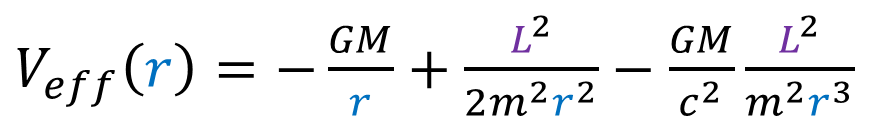 V_eff(r) = − GM/r + L²/2m²r² − GM/c² L²/m²r³